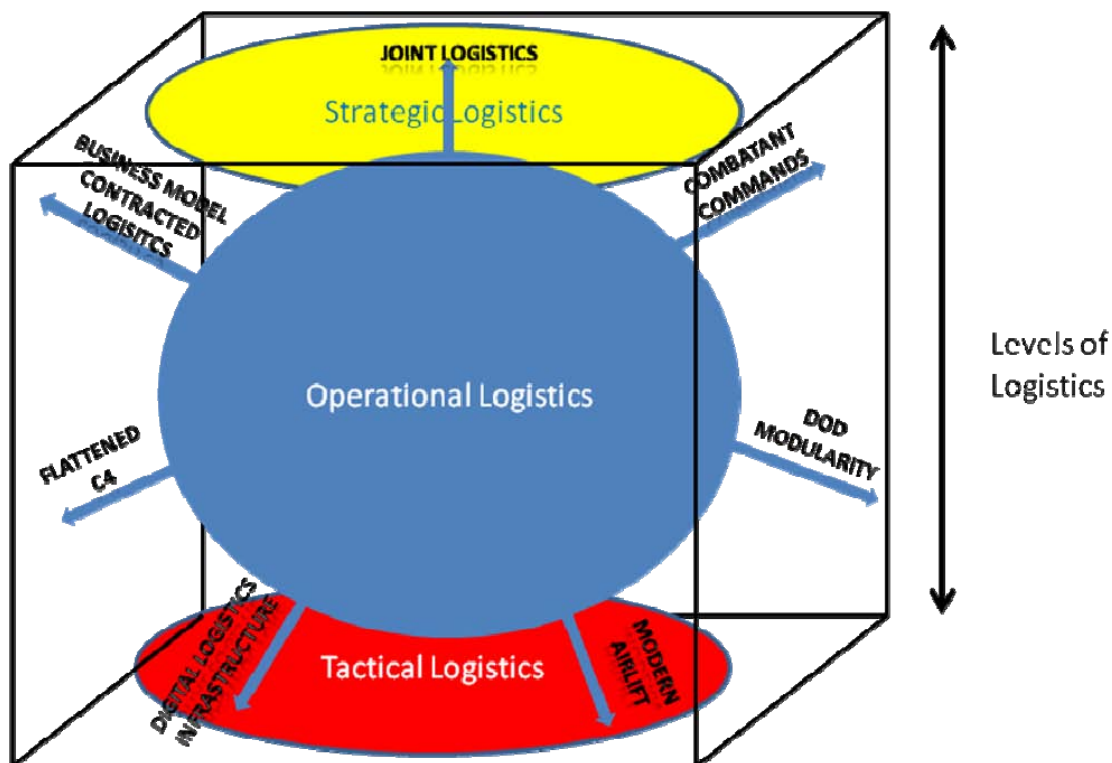 JOINT LOGISTICS
Strategic Logistics
BUSINESS MODEL
CONTRACTED
LOGISITCS
COMBATANT
COMMANDS
Operational Logistics
Levels of
Logistics
FLATTENED
C4
DOD
MODULARITY
DIGITAL LOGISTICS
INFRASTRUCTURE
Tactical Logistics
MODERN
AIRLIFT